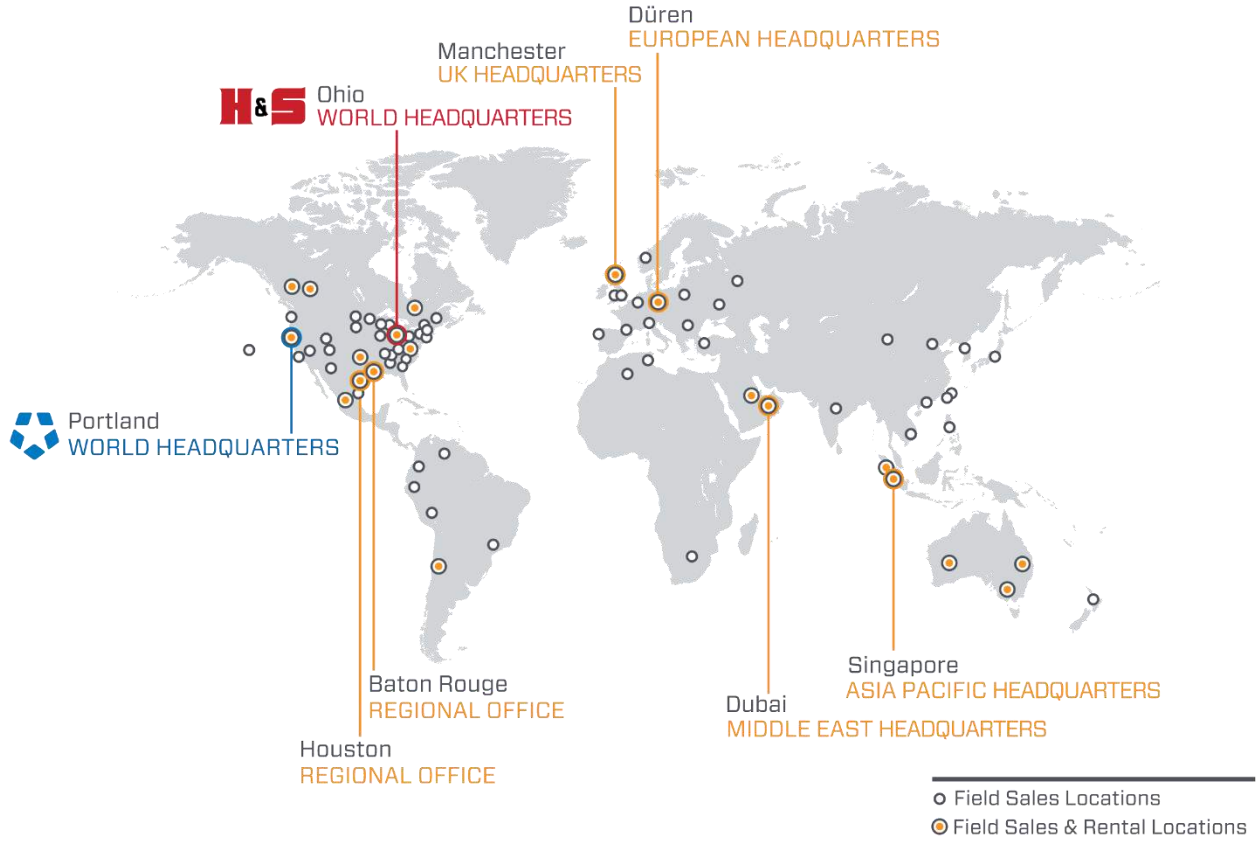 Düren
EUROPEAN HEADQUARTERS
Manchester
UK HEADQUARTERS
H&S
Ohio
WORLD HEADQUARTERS
Portland
WORLD HEADQUARTERS
Baton Rouge
REGIONAL OFFICE
Houston
REGIONAL OFFICE
Singapore
ASIA PACIFIC HEADQUARTERS
Dubai
MIDDLE EAST HEADQUARTERS
Field Sales Locations
Field Sales & Rental Locations